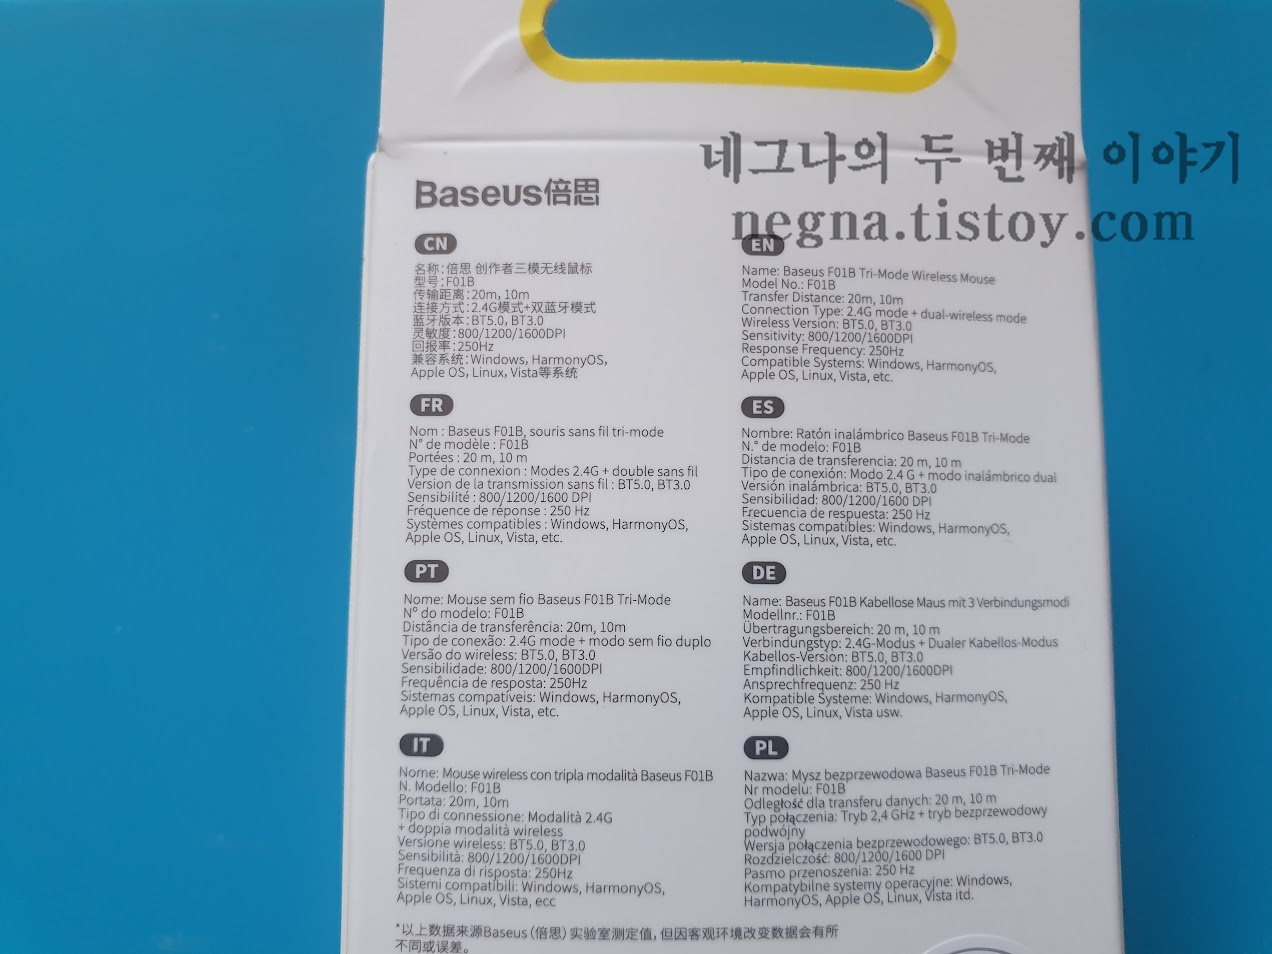 네그나의 두 번째 이야기
negna.tistoy.com
Baseus倍思
CN
名称：倍思 创作者三模无线鼠标
型号：F01B
传输距离：20m，10m
连接方式：2.4G模式+双蓝牙模式
蓝牙版本：BT5.0, BT3.0
灵敏度：800/1200/1600DPI
回报率：250Hz
兼容系统：Windows，HarmonyOS，
Apple OS，Linux，Vista等系统
EN
Name: Baseus F01B Tri-Mode Wireless Mouse
Model No.: F01B
Transfer Distance: 20m, 10m
Connection Type: 2.4G mode + dual-wireless mode
Wireless Version: BT5.0, BT3.0
Sensitivity: 800/1200/1600DPI
Response Frequency: 250Hz
Compatible Systems: Windows, HarmonyOS,
Apple OS, Linux, Vista, etc.
FR
Nom : Baseus F01B, souris sans fil tri-mode
N° de modèle : F01B
Portées : 20 m, 10 m
Type de connexion : Modes 2.4G + double sans fil
Version de la transmission sans fil : BT5.0, BT3.0
Sensibilité : 800/1200/1600 DPI
Fréquence de réponse : 250 Hz
Systèmes compatibles : Windows, HarmonyOS,
Apple OS, Linux, Vista, etc.
ES
Nombre: Ratón inalámbrico Baseus F01B Tri-Mode
N.° de modelo: F01B
Distancia de transferencia: 20 m, 10 m
Tipo de conexión: Modo 2.4 G + modo inalámbrico dual
Versión inalámbrica: BT5.0, BT3.0
Sensibilidad: 800/1200/1600 DPI
Frecuencia de respuesta: 250 Hz
Sistemas compatibles: Windows, HarmonyOS,
Apple OS, Linux, Vista, etc.
PT
Nome: Mouse sem fio Baseus F01B Tri-Mode
N° do modelo: F01B
Distância de transferência: 20m, 10m
Tipo de conexão: 2.4G mode + modo sem fio duplo
Versão do wireless: BT5.0, BT3.0
Sensibilidade: 800/1200/1600DPI
Frequência de resposta: 250Hz
Sistemas compatíveis: Windows, HarmonyOS,
Apple OS, Linux, Vista, etc.
DE
Name: Baseus F01B Kabellose Maus mit 3 Verbindungsmodi
Modellnr.: F01B
Übertragungsbereich: 20 m, 10 m
Verbindungstyp: 2.4G-Modus + Dualer Kabellos-Modus
Kabellos-Version: BT5.0, BT3.0
Empfindlichkeit: 800/1200/1600DPI
Ansprechfrequenz: 250 Hz
Kompatible Systeme: Windows, HarmonyOS,
Apple OS, Linux, Vista usw.
IT
Nome: Mouse wireless con tripla modalità Baseus F01B
N. Modello: F01B
Portata: 20m, 10m
Tipo di connessione: Modalità 2.4G
+ doppia modalità wireless
Versione wireless: BT5.0, BT3.0
Sensibilità: 800/1200/1600DPI
Frequenza di risposta: 250Hz
Sistemi compatibili: Windows, HarmonyOS,
Apple OS, Linux, Vista, ecc
PL
Nazwa: Mysz bezprzewodowa Baseus F01B Tri-Mode
Nr modelu: F01B
Odległość dla transferu danych: 20 m, 10 m
Typ połączenia: Tryb 2,4 GHz + tryb bezprzewodowy
podwójny
Wersja połączenia bezprzewodowego: BT5.0, BT3.0
Rozdzielczość: 800/1200/1600 DPI
Pasmo przenoszenia: 250 Hz
Kompatybilne systemy operacyjne: Windows,
HarmonyOS, Apple OS, Linux, Vista itd.
*以上数据来源Baseus（倍思）实验室测定值，但因客观环境改变数据会有所
不同或误差。